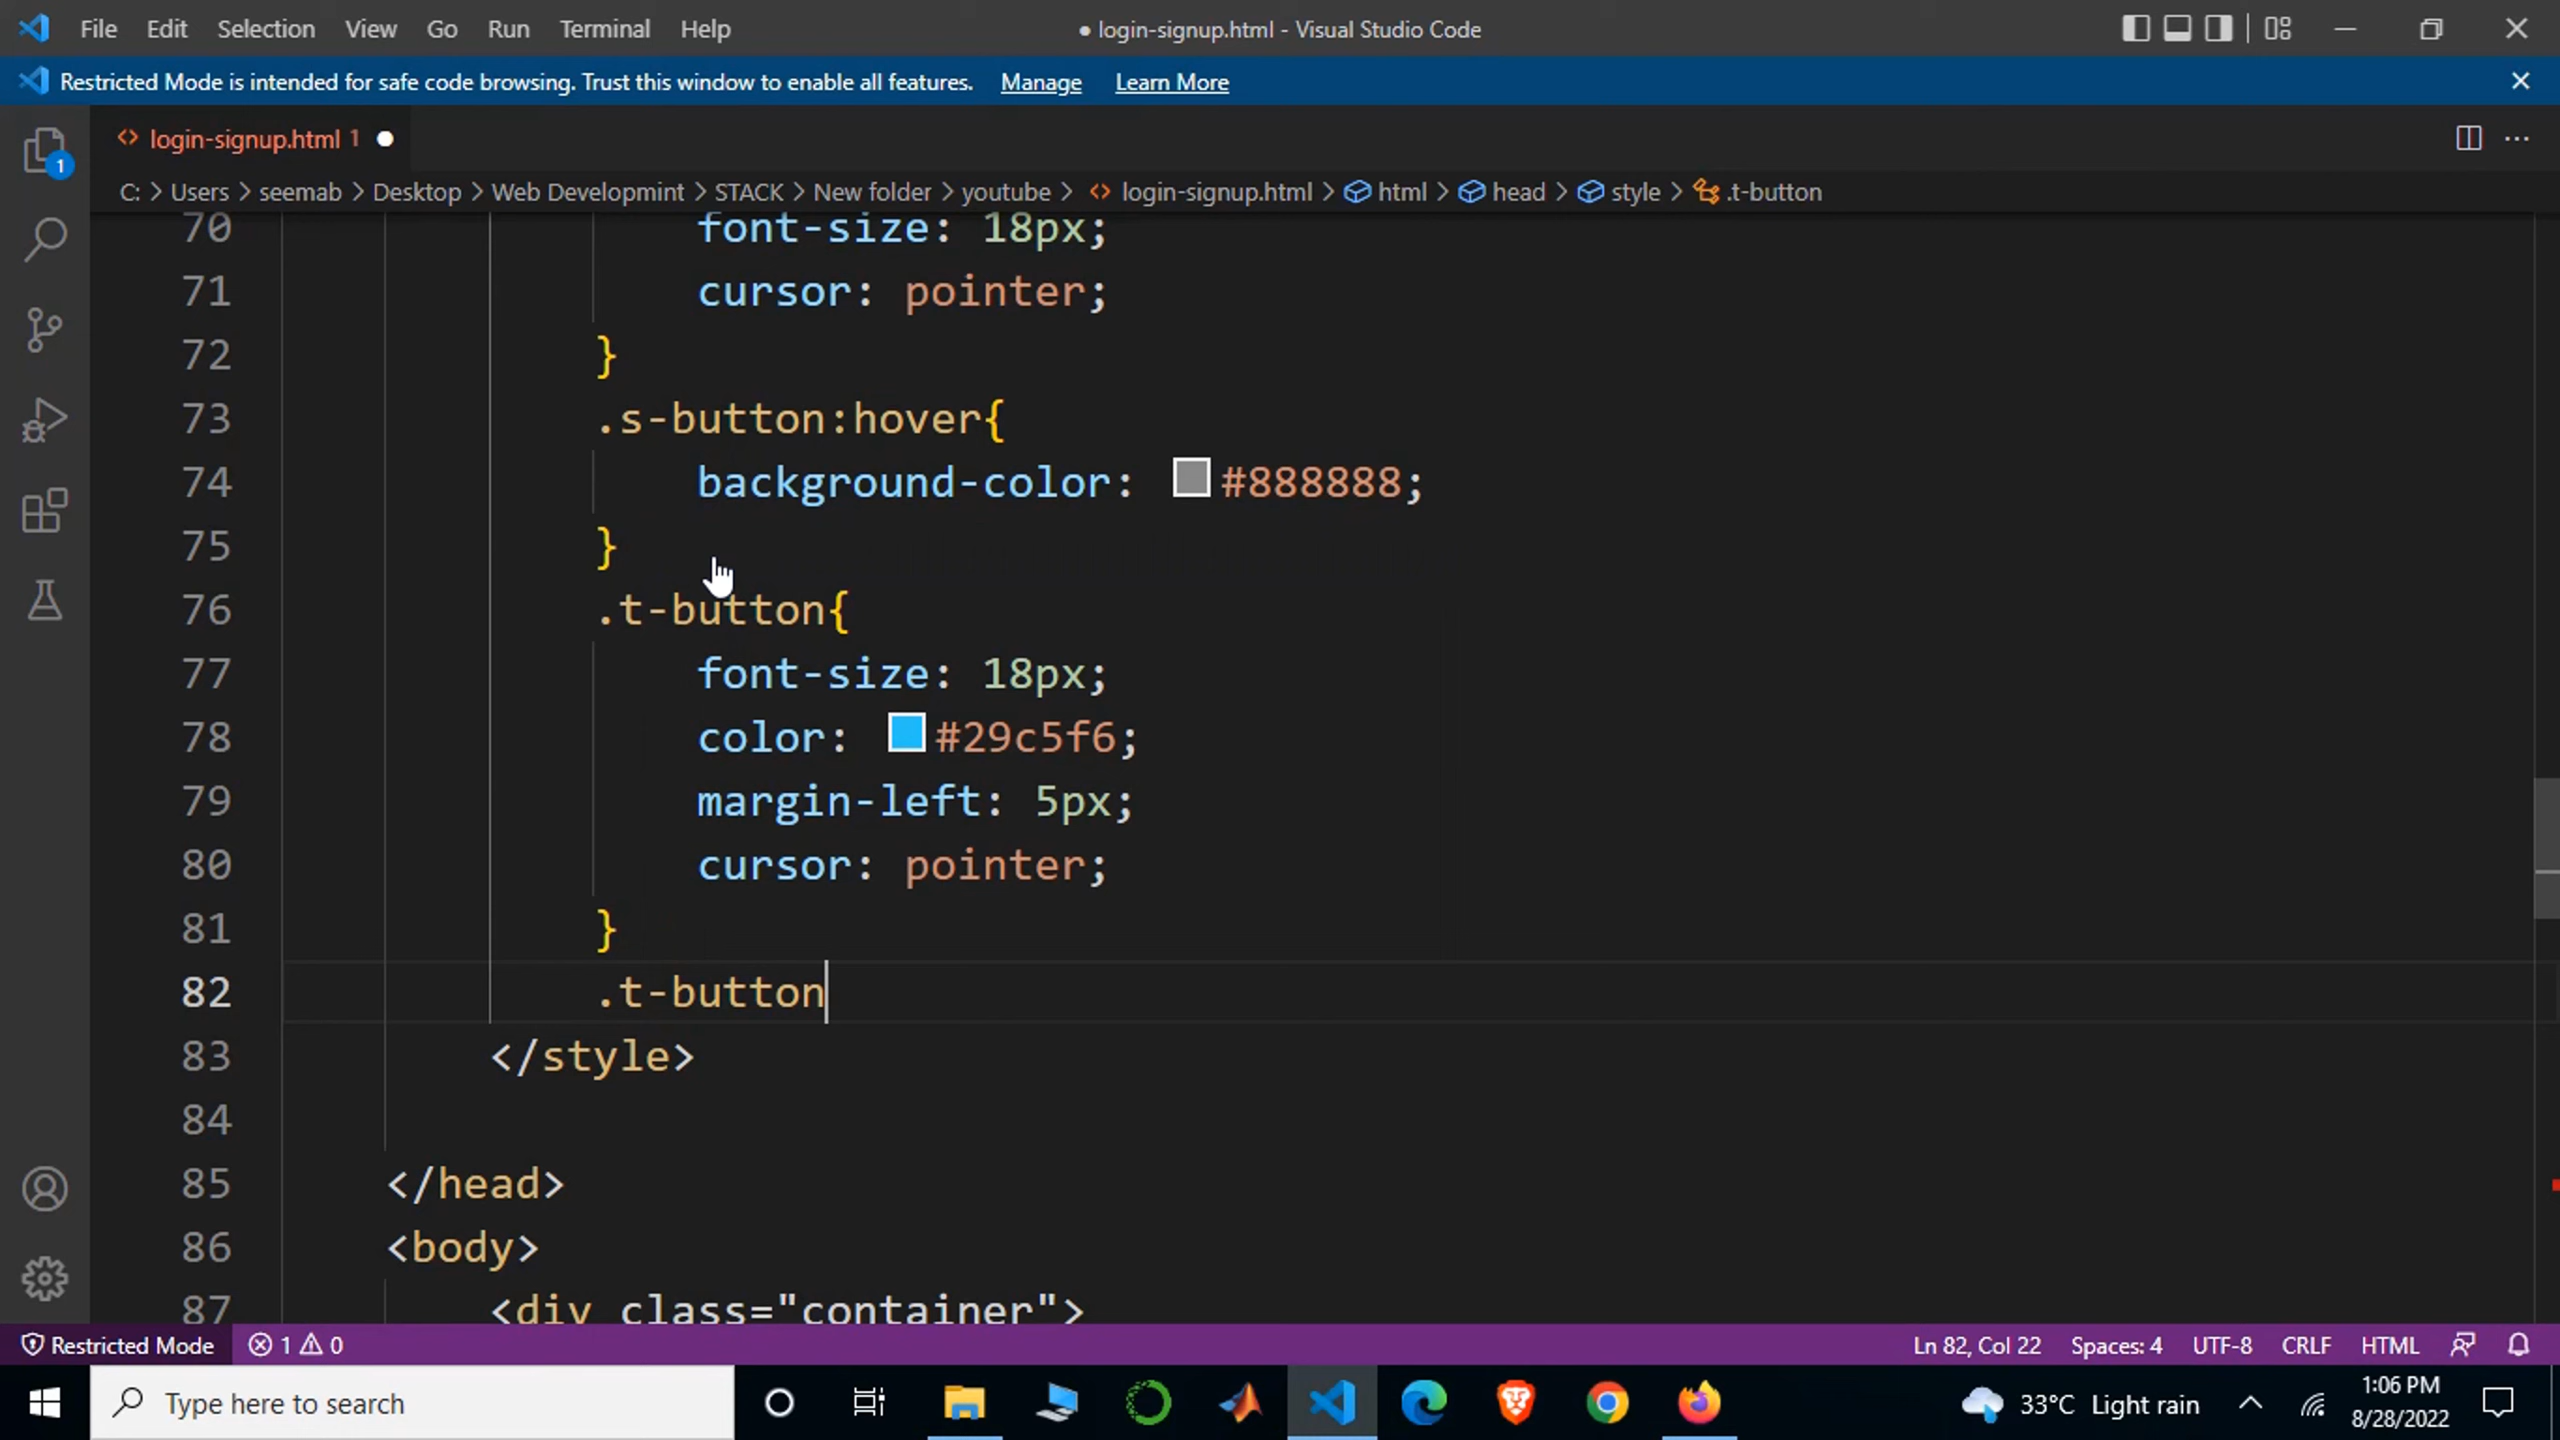 File Edit Selection View Go Run Terminal Help ● login-signup.html - Visual Studio Code
Restricted Mode is intended for safe code browsing. Trust this window to enable all features. Manage Learn More
<> login-signup.html 1 ●
C: > Users > seemab > Desktop > Web Developmint > STACK > New folder > youtube > <> login-signup.html > html > head > style > .t-button
1
70 font-size: 18px;
71 cursor: pointer;
72 }
73 .s-button:hover{
74 background-color: #888888;
75 }
76 .t-button{
77 font-size: 18px;
78 color: #29c5f6;
79 margin-left: 5px;
80 cursor: pointer;
81 }
82 .t-button
83 </style>
84
85 </head>
86 <body>
87 <div class="container">
Restricted Mode 1 0 Ln 82, Col 22 Spaces: 4 UTF-8 CRLF HTML
Type here to search 33°C Light rain 1:06 PM
8/28/2022